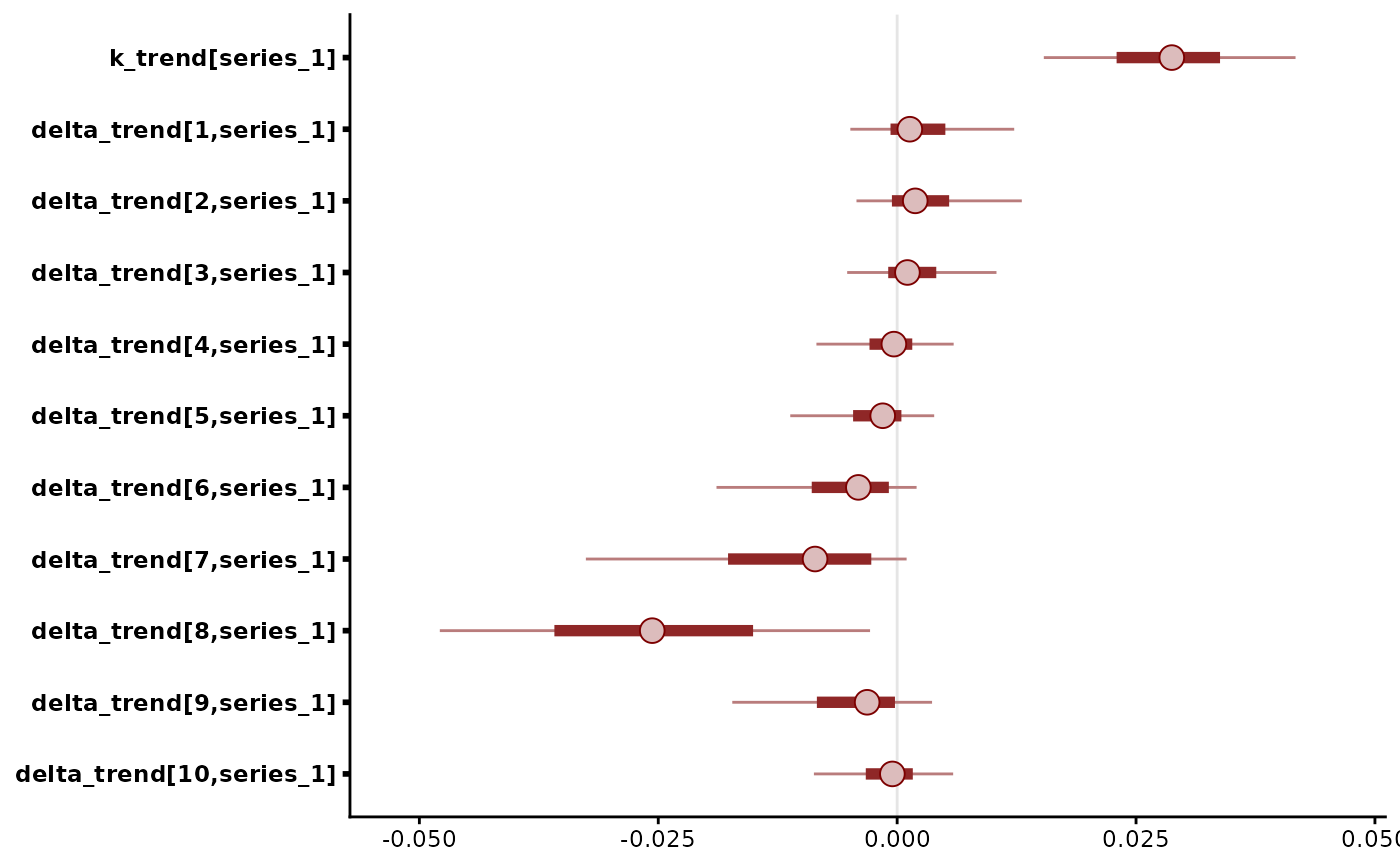 k_trend[series_1]
delta_trend[1,series_1]
delta_trend[2,series_1]
delta_trend[3,series_1]
delta_trend[4,series_1]
delta_trend[5,series_1]
delta_trend[6,series_1]
delta_trend[7,series_1]
delta_trend[8,series_1]
delta_trend[9,series_1]
delta_trend[10,series_1]
-0.050 -0.025 0.000 0.025 0.050